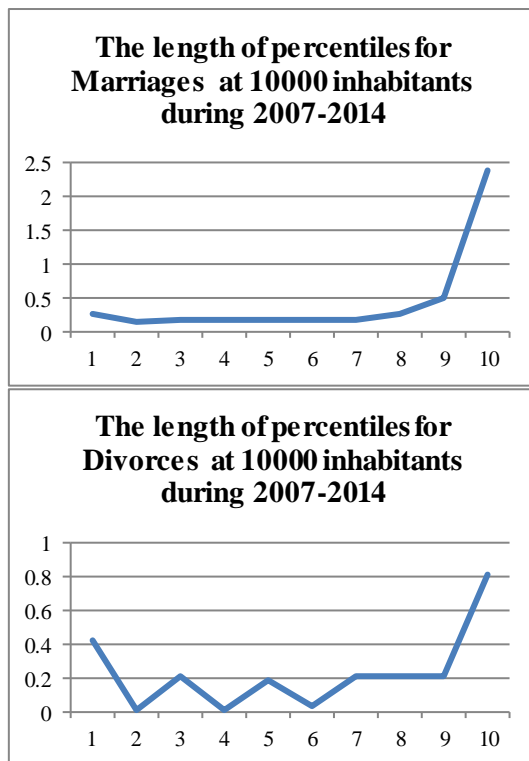 The length of percentiles for
Marriages at 10000 inhabitants
during 2007-2014
2.5
2
1.5
1
0.5
0
1 2 3 4 5 6 7 8 9 10
The length of percentiles for
Divorces at 10000 inhabitants
during 2007-2014
1
0.8
0.6
0.4
0.2
0
1 2 3 4 5 6 7 8 9 10